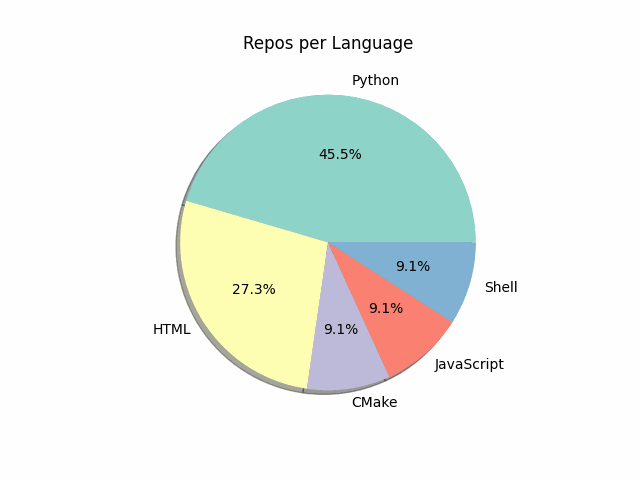 Repos per Language
Python
45.5%
9.1%
27.3%
Shell
9.1%
9.1%
HTML
JavaScript
CMake